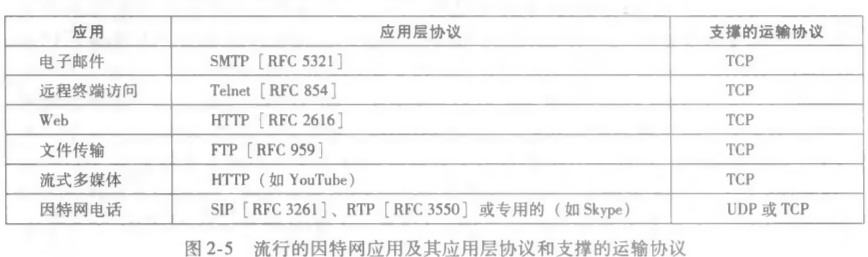 应用 应用层协议 支撑的运输协议
电子邮件 SMTP [RFC 5321] TCP
远程终端访问 Telnet [RFC 854] TCP
Web HTTP [RFC 2616] TCP
文件传输 FTP [RFC 959] TCP
流式多媒体 HTTP（如 YouTube） TCP
因特网电话 SIP [RFC 3261]、RTP [RFC 3550] 或专用的（如 Skype） UDP 或 TCP
图 2-5 流行的因特网应用及其应用层协议和支撑的运输协议